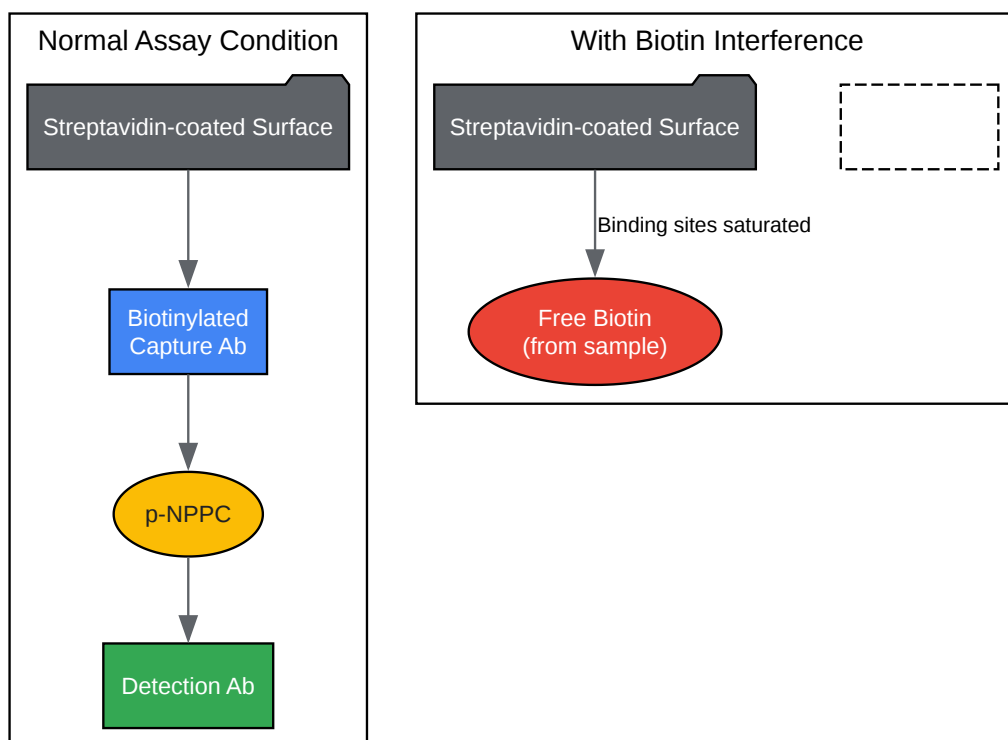 Normal Assay Condition
Streptavidin-coated Surface
Biotinylated
Capture Ab
p-NPPC
Detection Ab
With Biotin Interference
Streptavidin-coated Surface
Binding sites saturated
Free Biotin
(from sample)